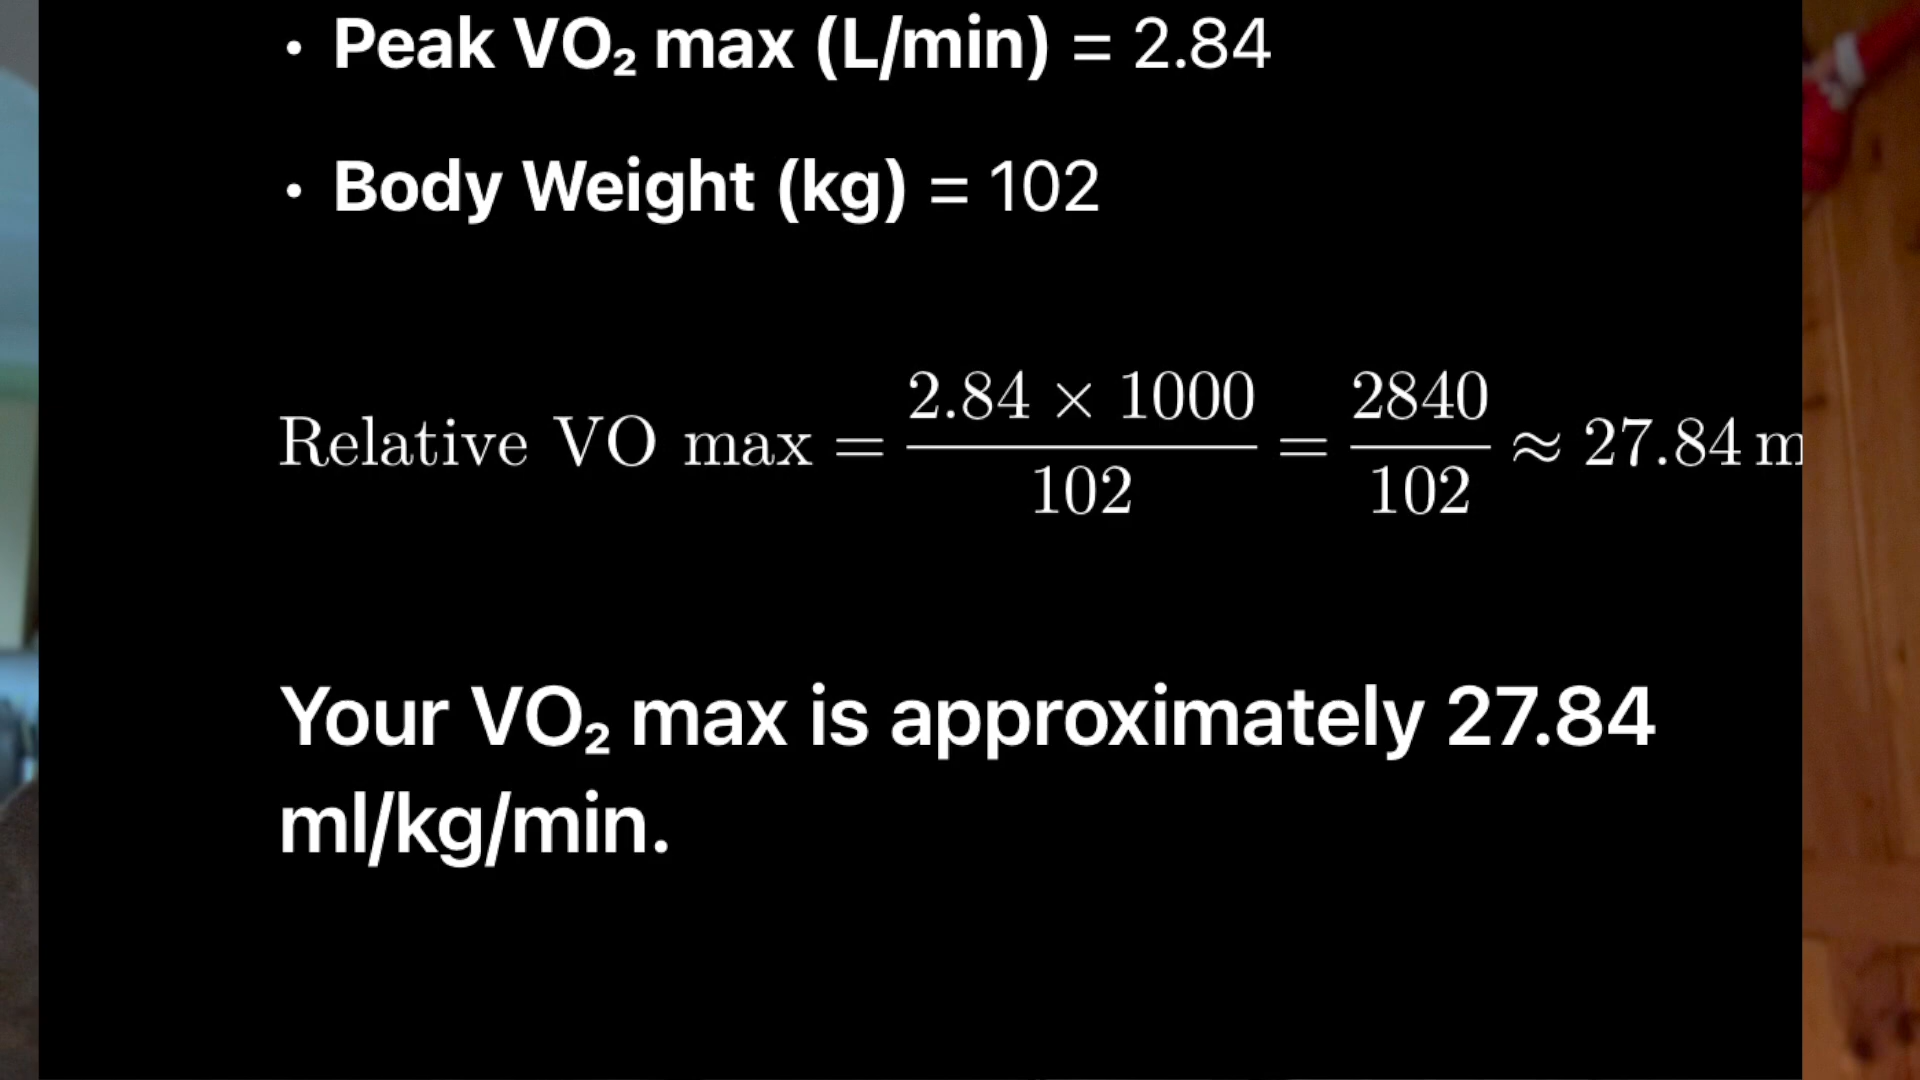 • Peak VO₂ max (L/min) = 2.84
• Body Weight (kg) = 102
Relative VO max = 2.84 × 1000 / 102 = 2840 / 102 ≈ 27.84 m
Your VO₂ max is approximately 27.84
ml/kg/min.